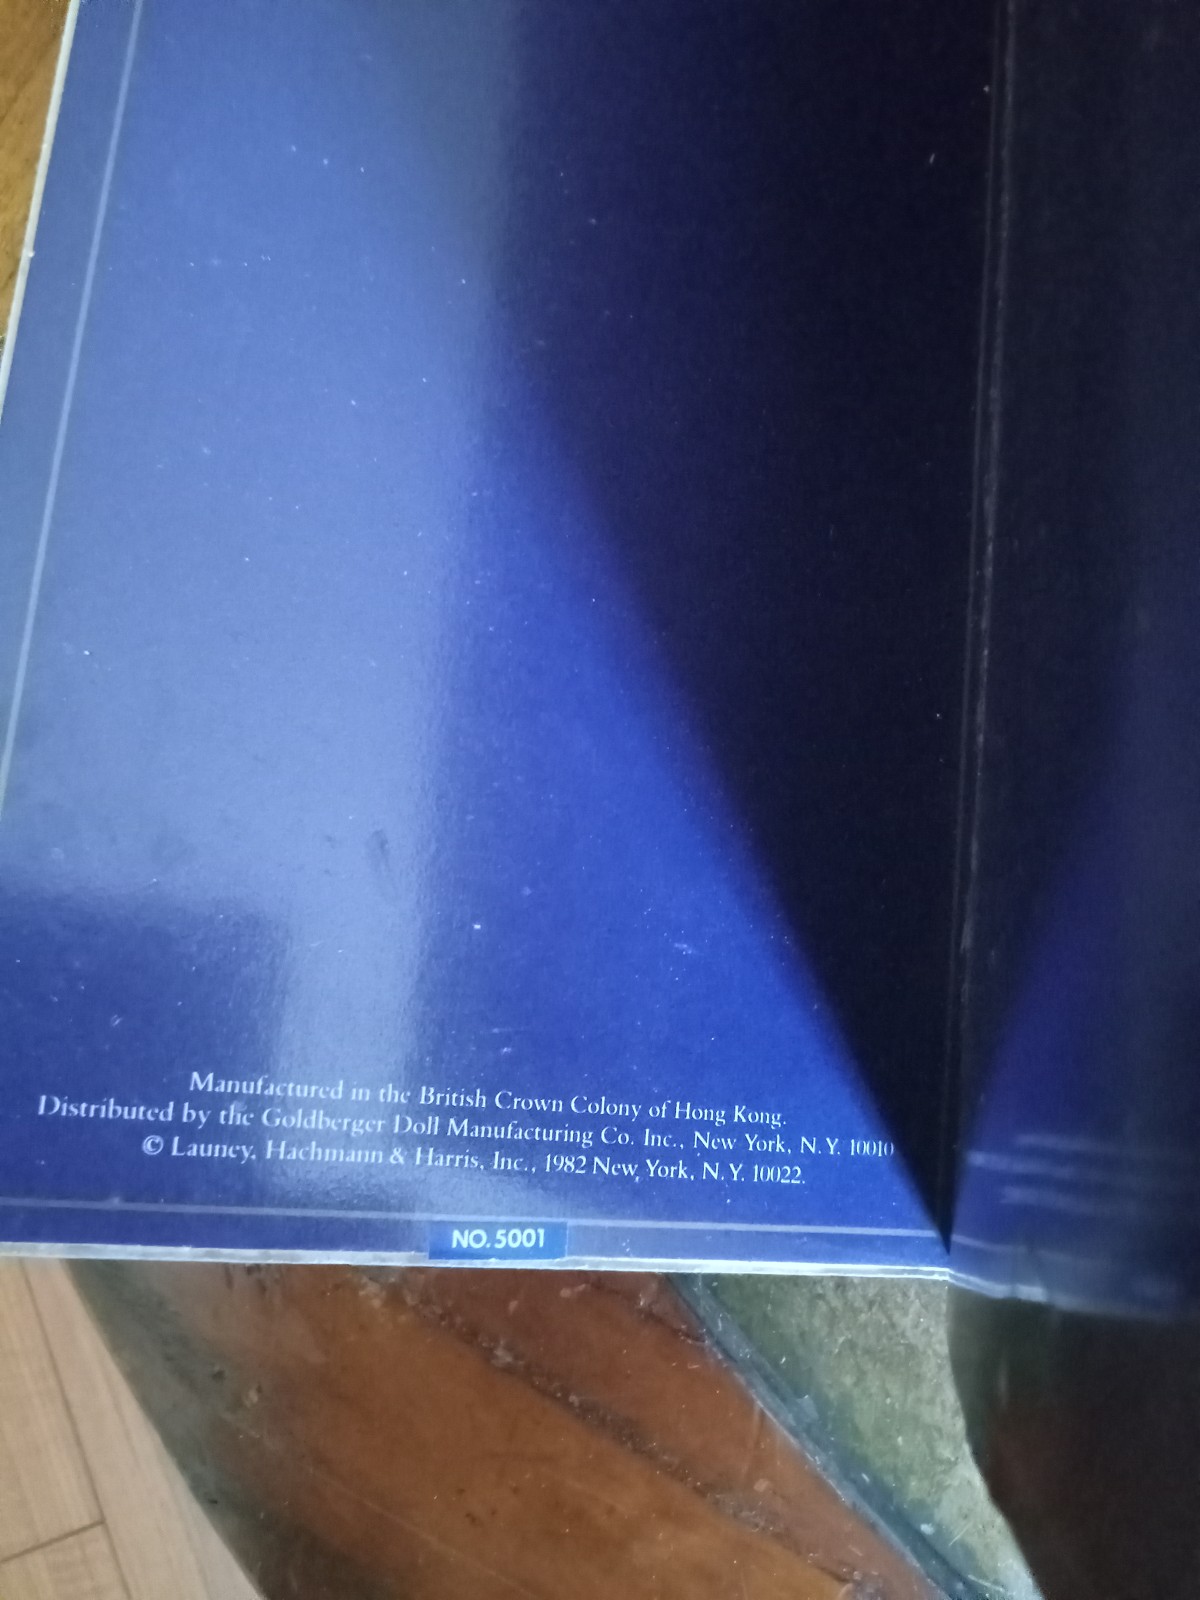 Manufactured in the British Crown Colony of Hong Kong.
Distributed by the Goldberger Doll Manufacturing Co. Inc., New York, N.Y. 10010
© Launey, Hachmann & Harris, Inc., 1982 New York, N.Y. 10022.
NO. 5001